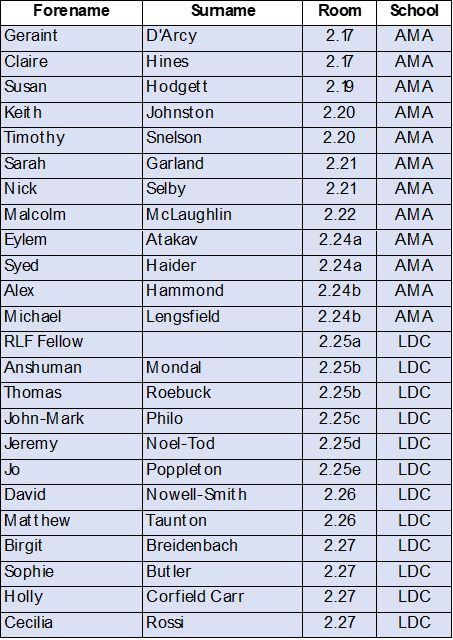 Forename Surname Room School
Geraint D'Arcy 2.17 AMA
Claire Hines 2.17 AMA
Susan Hodgett 2.19 AMA
Keith Johnston 2.20 AMA
Timothy Snelson 2.20 AMA
Sarah Garland 2.21 AMA
Nick Selby 2.21 AMA
Malcolm McLaughlin 2.22 AMA
Eylem Atakav 2.24a AMA
Syed Haider 2.24a AMA
Alex Hammond 2.24b AMA
Michael Lengsfield 2.24b AMA
RLF Fellow 2.25a LDC
Anshuman Mondal 2.25b LDC
Thomas Roebuck 2.25b LDC
John-Mark Philo 2.25c LDC
Jeremy Noel-Tod 2.25d LDC
Jo Poppleton 2.25e LDC
David Nowell-Smith 2.26 LDC
Matthew Taunton 2.26 LDC
Birgit Breidenbach 2.27 LDC
Sophie Butler 2.27 LDC
Holly Corfield Carr 2.27 LDC
Cecilia Rossi 2.27 LDC